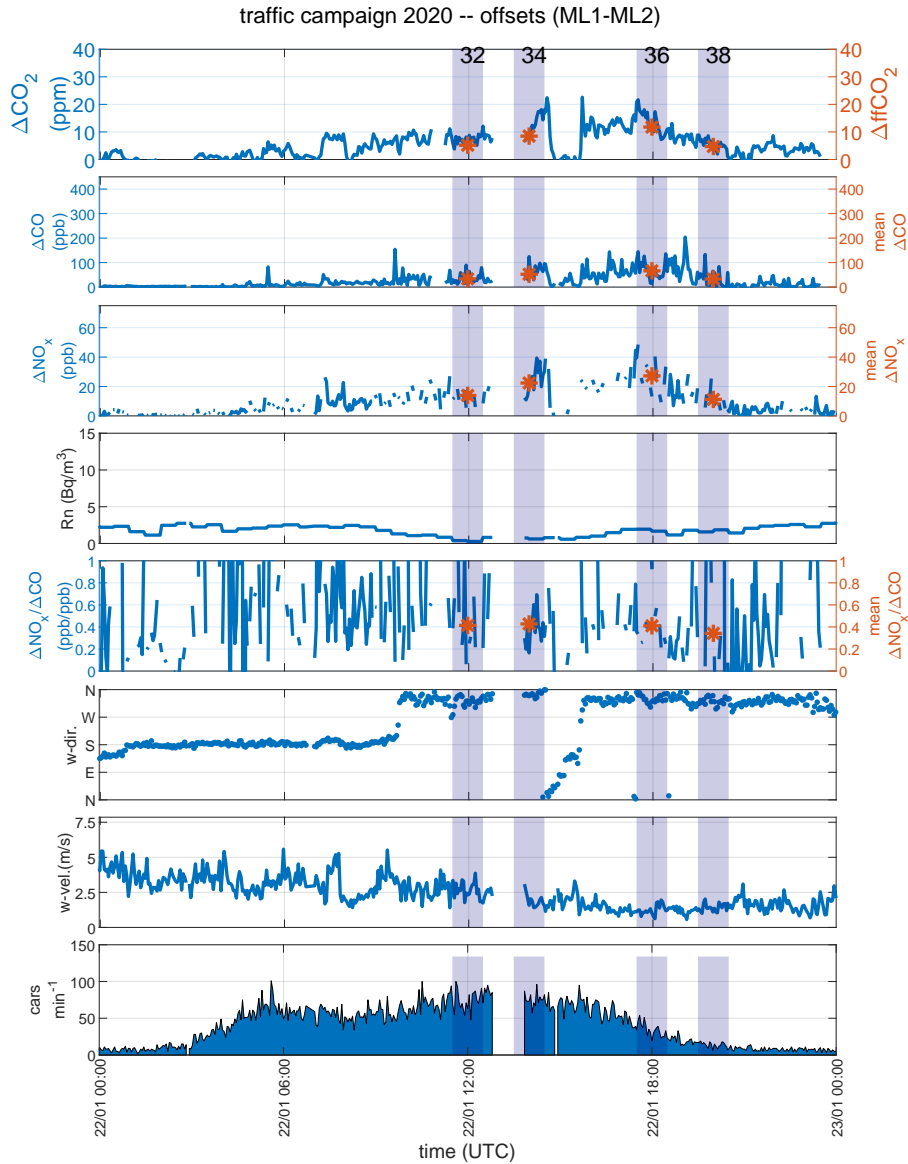 traffic campaign 2020 -- offsets (ML1-ML2)
32 34 36 38
ΔCO₂
(ppm)
40
30
20
10
0
40
30
20
10
0
ΔffCO₂
ΔCO
(ppb)
400
300
200
100
0
400
300
200
100
0
mean
ΔCO
ΔNOₓ
(ppb)
60
40
20
0
60
40
20
0
mean
ΔNOₓ
Rn (Bq/m³)
15
10
5
0
ΔNOₓ/ΔCO
(ppb/ppb)
1
0.8
0.6
0.4
0.2
0
1
0.8
0.6
0.4
0.2
0
mean
ΔNOₓ/ΔCO
w-dir.
N
W
S
E
N
w-vel.(m/s)
7.5
5
2.5
0
cars
min⁻¹
150
100
50
0
22/01 00:00
22/01 06:00
22/01 12:00
22/01 18:00
23/01 00:00
time (UTC)